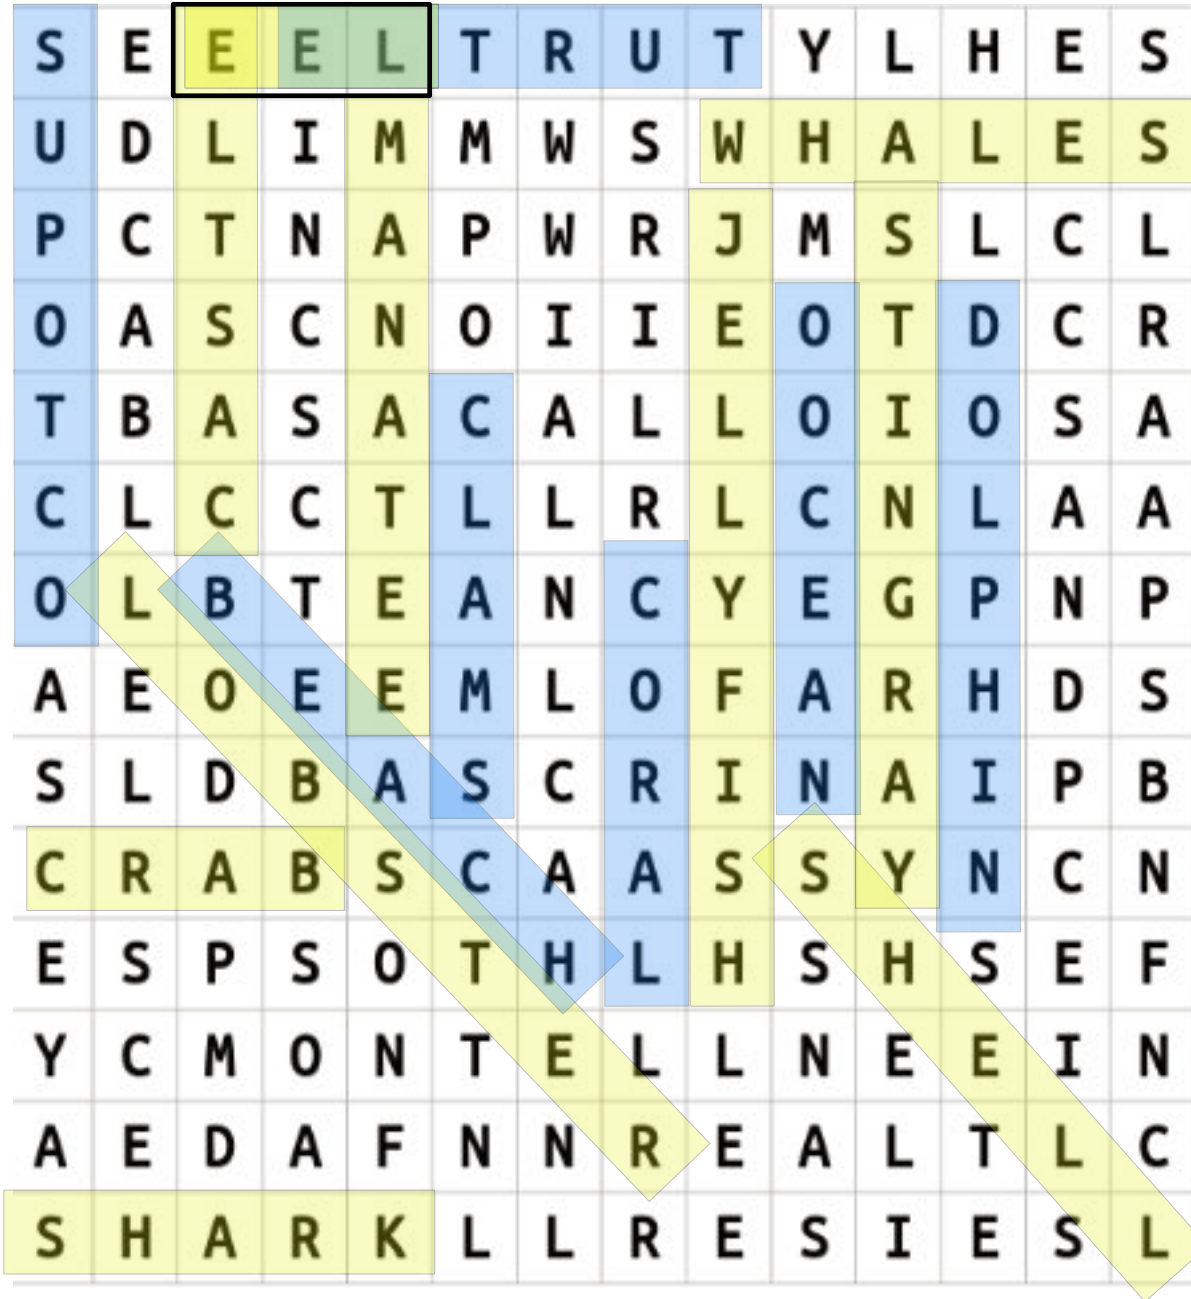 S E E E L T R U T Y L H E S
U D L I M M W S W H A L E S
P C T N A P W R J M S L C L
O A S C N O I I E O T D C R
T B A S A C A L L O I O S A
C L C C T L L R L C N L A A
O L B T E A N C Y E G P N P
A E O E E M L O F A R H D S
S L D B A S C R I N A I P B
C R A B S C A A S S Y N C N
E S P S O T H L H S H S E F
Y C M O N T E L L N E E I N
A E D A F N N R E A L T L C
S H A R K L L R E S I E S L